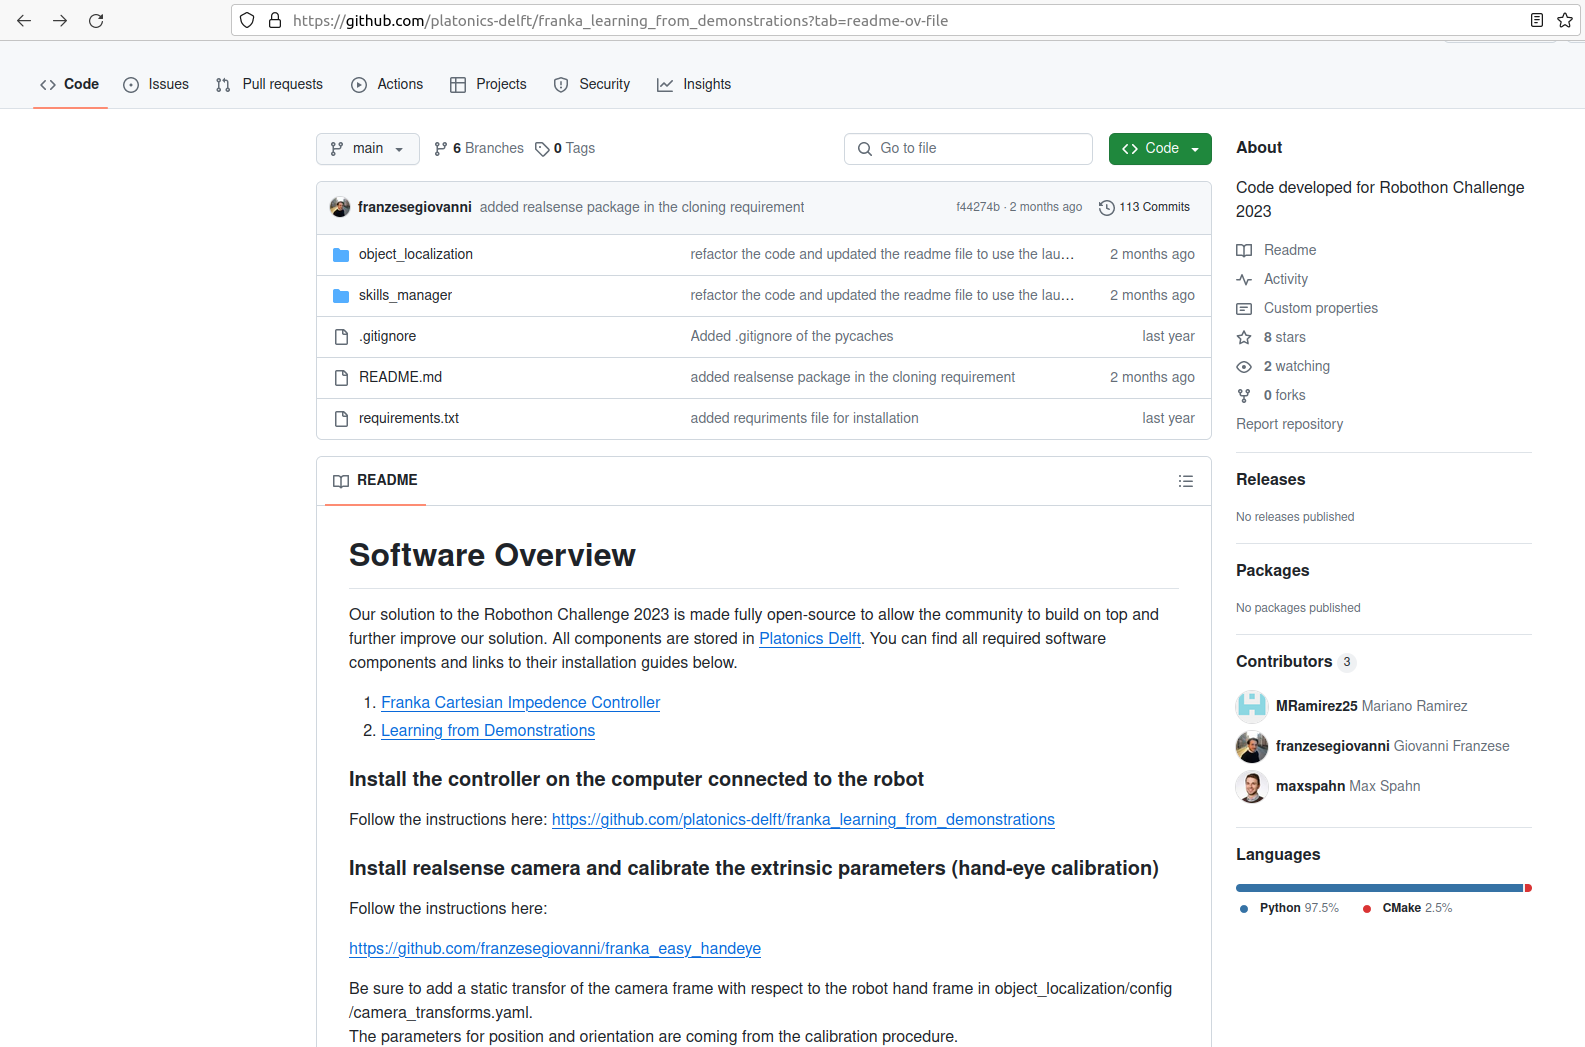 https://github.com/platonics-delft/franka_learning_from_demonstrations?tab=readme-ov-file
Code Issues Pull requests Actions Projects Security Insights
main 6 Branches 0 Tags Go to file Code
franzesegiovanni added realsense package in the cloning requirement f44274b · 2 months ago 113 Commits
object_localization refactor the code and updated the readme file to use the lau… 2 months ago
skills_manager refactor the code and updated the readme file to use the lau… 2 months ago
.gitignore Added .gitignore of the pycaches last year
README.md added realsense package in the cloning requirement 2 months ago
requirements.txt added requriments file for installation last year
README
Software Overview
Our solution to the Robothon Challenge 2023 is made fully open-source to allow the community to build on top and
further improve our solution. All components are stored in Platonics Delft. You can find all required software
components and links to their installation guides below.
1. Franka Cartesian Impedence Controller
2. Learning from Demonstrations
Install the controller on the computer connected to the robot
Follow the instructions here: https://github.com/platonics-delft/franka_learning_from_demonstrations
Install realsense camera and calibrate the extrinsic parameters (hand-eye calibration)
Follow the instructions here:
https://github.com/franzesegiovanni/franka_easy_handeye
Be sure to add a static transfor of the camera frame with respect to the robot hand frame in object_localization/config
/camera_transforms.yaml.
The parameters for position and orientation are coming from the calibration procedure.
About
Code developed for Robothon Challenge
2023
Readme
Activity
Custom properties
8 stars
2 watching
0 forks
Report repository
Releases
No releases published
Packages
No packages published
Contributors 3
MRamirez25 Mariano Ramirez
franzesegiovanni Giovanni Franzese
maxspahn Max Spahn
Languages
Python 97.5% CMake 2.5%